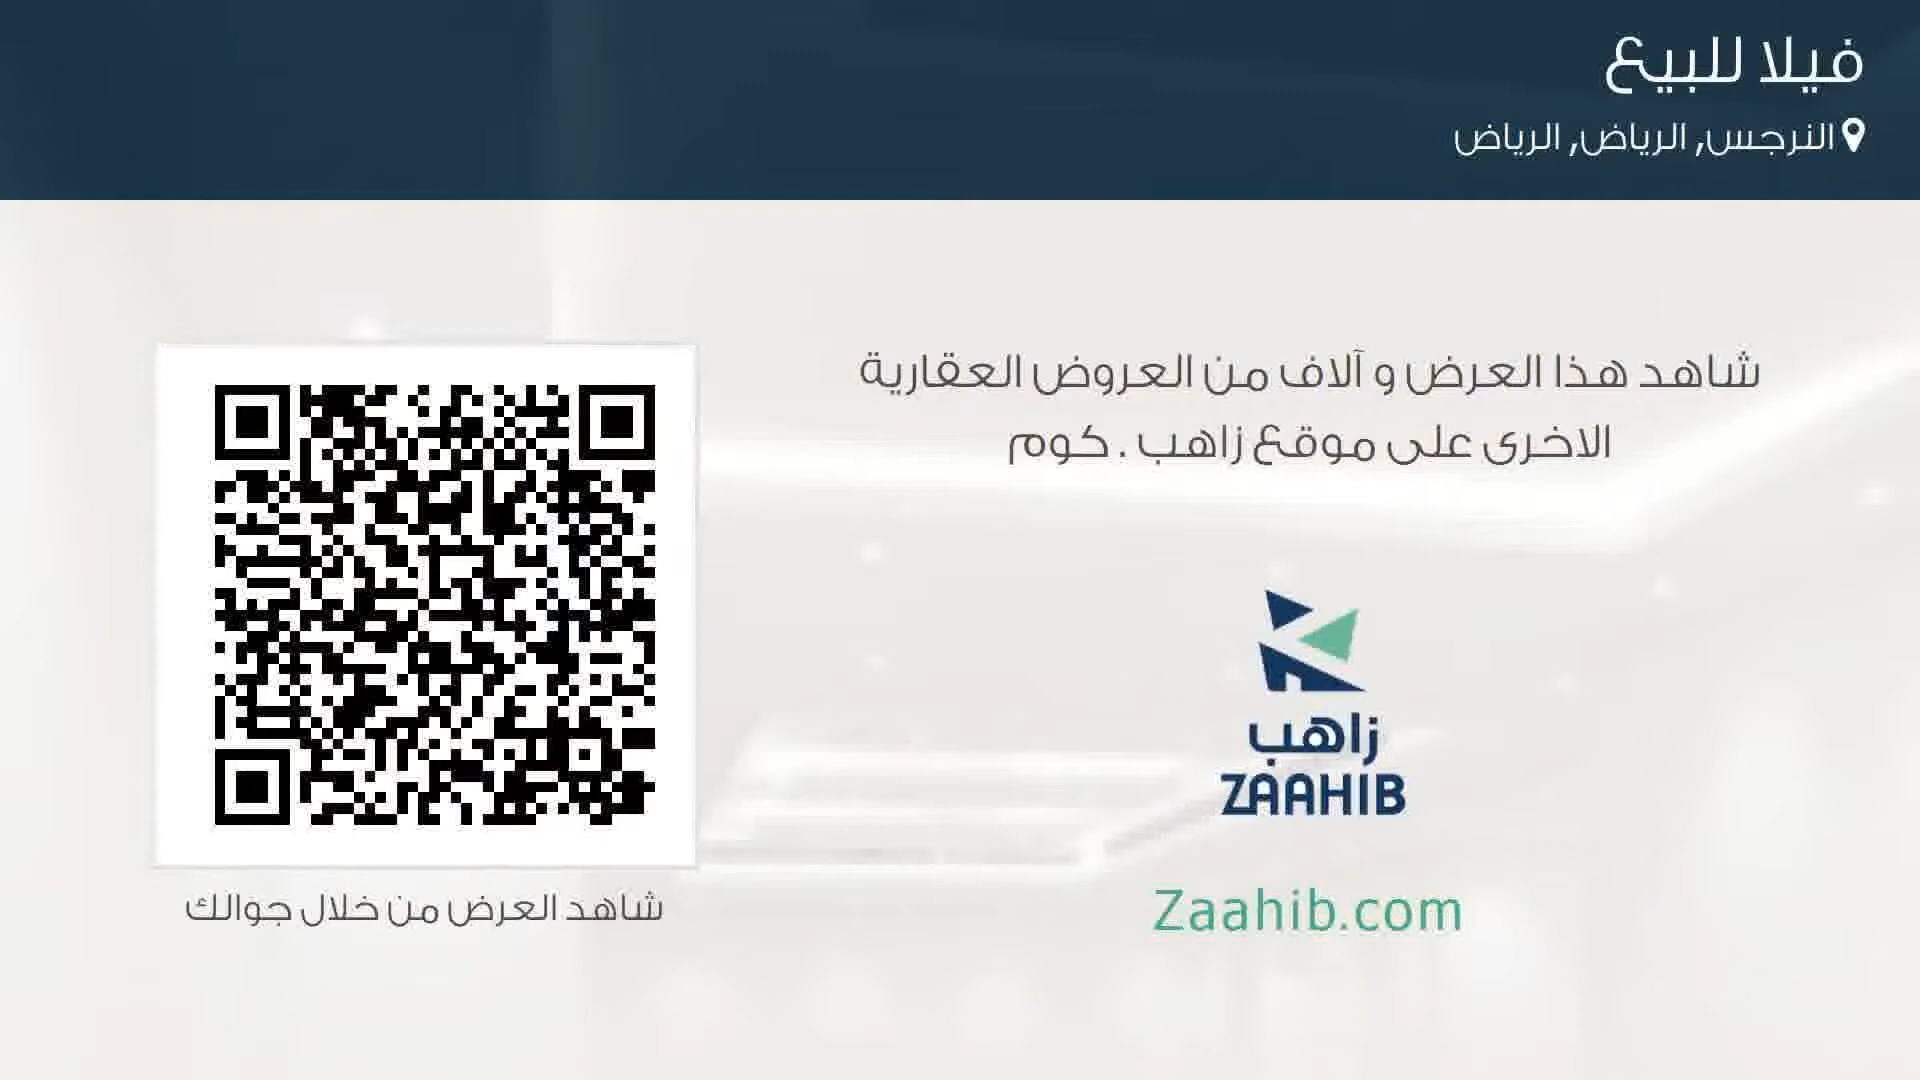 فيلا للبيع
النرجس, الرياض, الرياض
شاهد هذا العرض و آلاف من العروض العقارية
الاخرى على موقع زاهب . كوم
زاهب
ZAAHIB
Zaahib.com
شاهد العرض من خلال جوالك